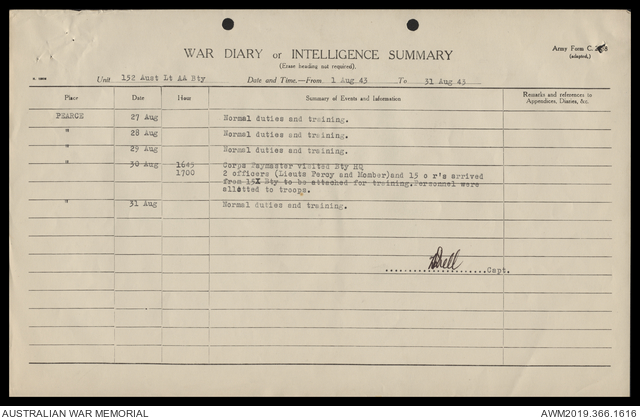 WAR DIARY or INTELLIGENCE SUMMARY
(Erase heading not required).
Army Form C.
(adapted.)
Unit 152 Aust Lt AA Bty Date and Time.—From 1 Aug 43 To 31 Aug 43
Place Date Hour Summary of Events and Information Remarks and references to Appendices, Diaries, &c.
PEARCE 27 Aug Normal duties and training.
" 28 Aug Normal duties and training.
" 29 Aug Normal duties and training.
" 30 Aug 1645 Corps Paymaster visited Bty HQ
1700 2 officers (Lieuts Percy and Member)and 15 o r's arrived
from Bty to be attached for training.Personnel were
allotted to troops.
" 31 Aug Normal duties and training.
Capt.
AUSTRALIAN WAR MEMORIAL AWM2019.366.1616